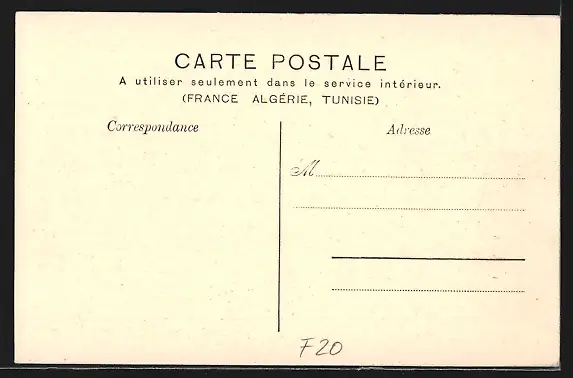 CARTE POSTALE
A utiliser seulement dans le service intérieur.
(FRANCE ALGÉRIE, TUNISIE)
Correspondance
Adresse
M
F20